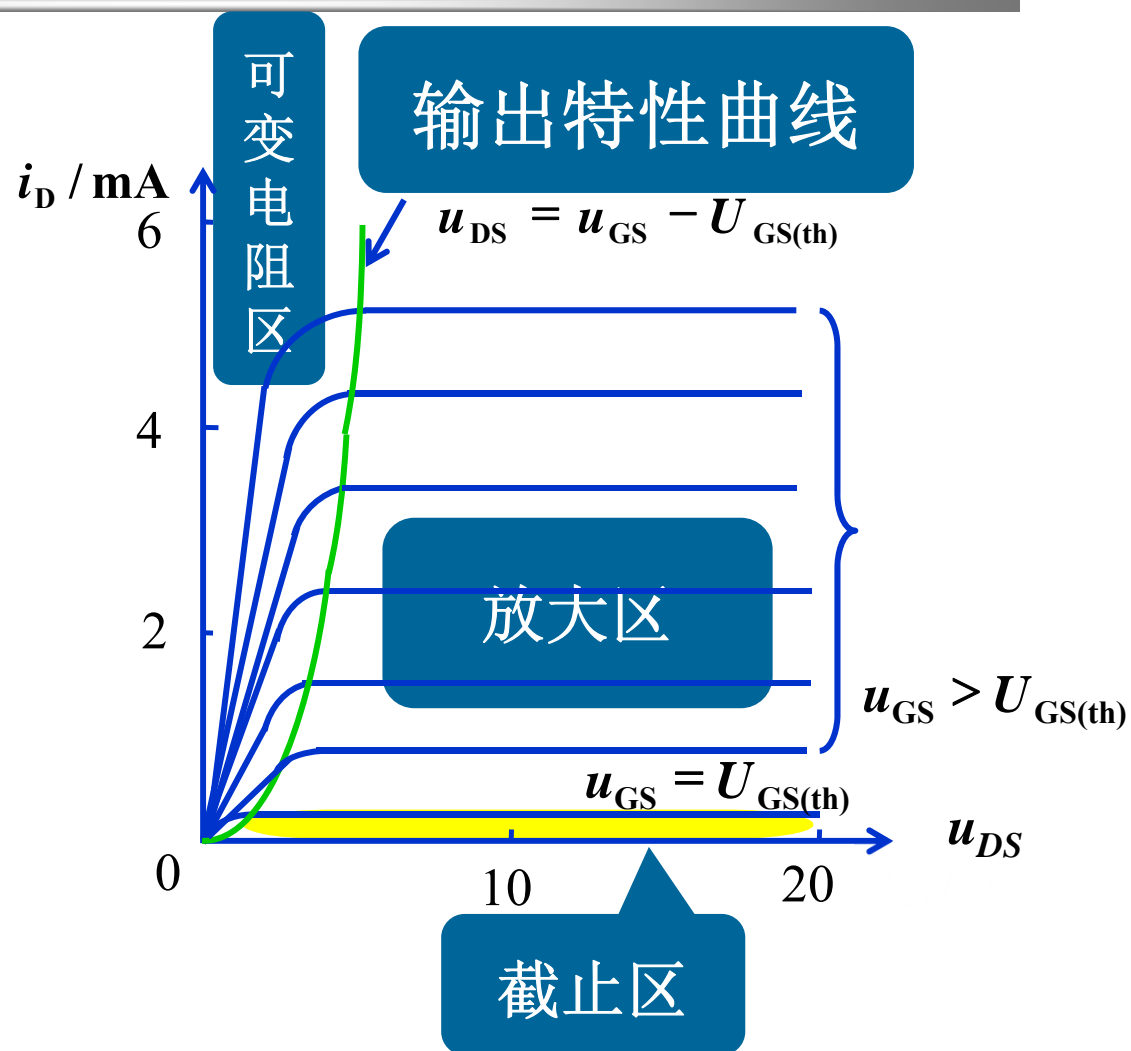 可
变
电
阻
区
输出特性曲线
i_D / mA
u_DS = u_GS − U_GS(th)
6
4
2
放大区
u_GS > U_GS(th)
u_GS = U_GS(th)
u_DS
0
10
20
截止区